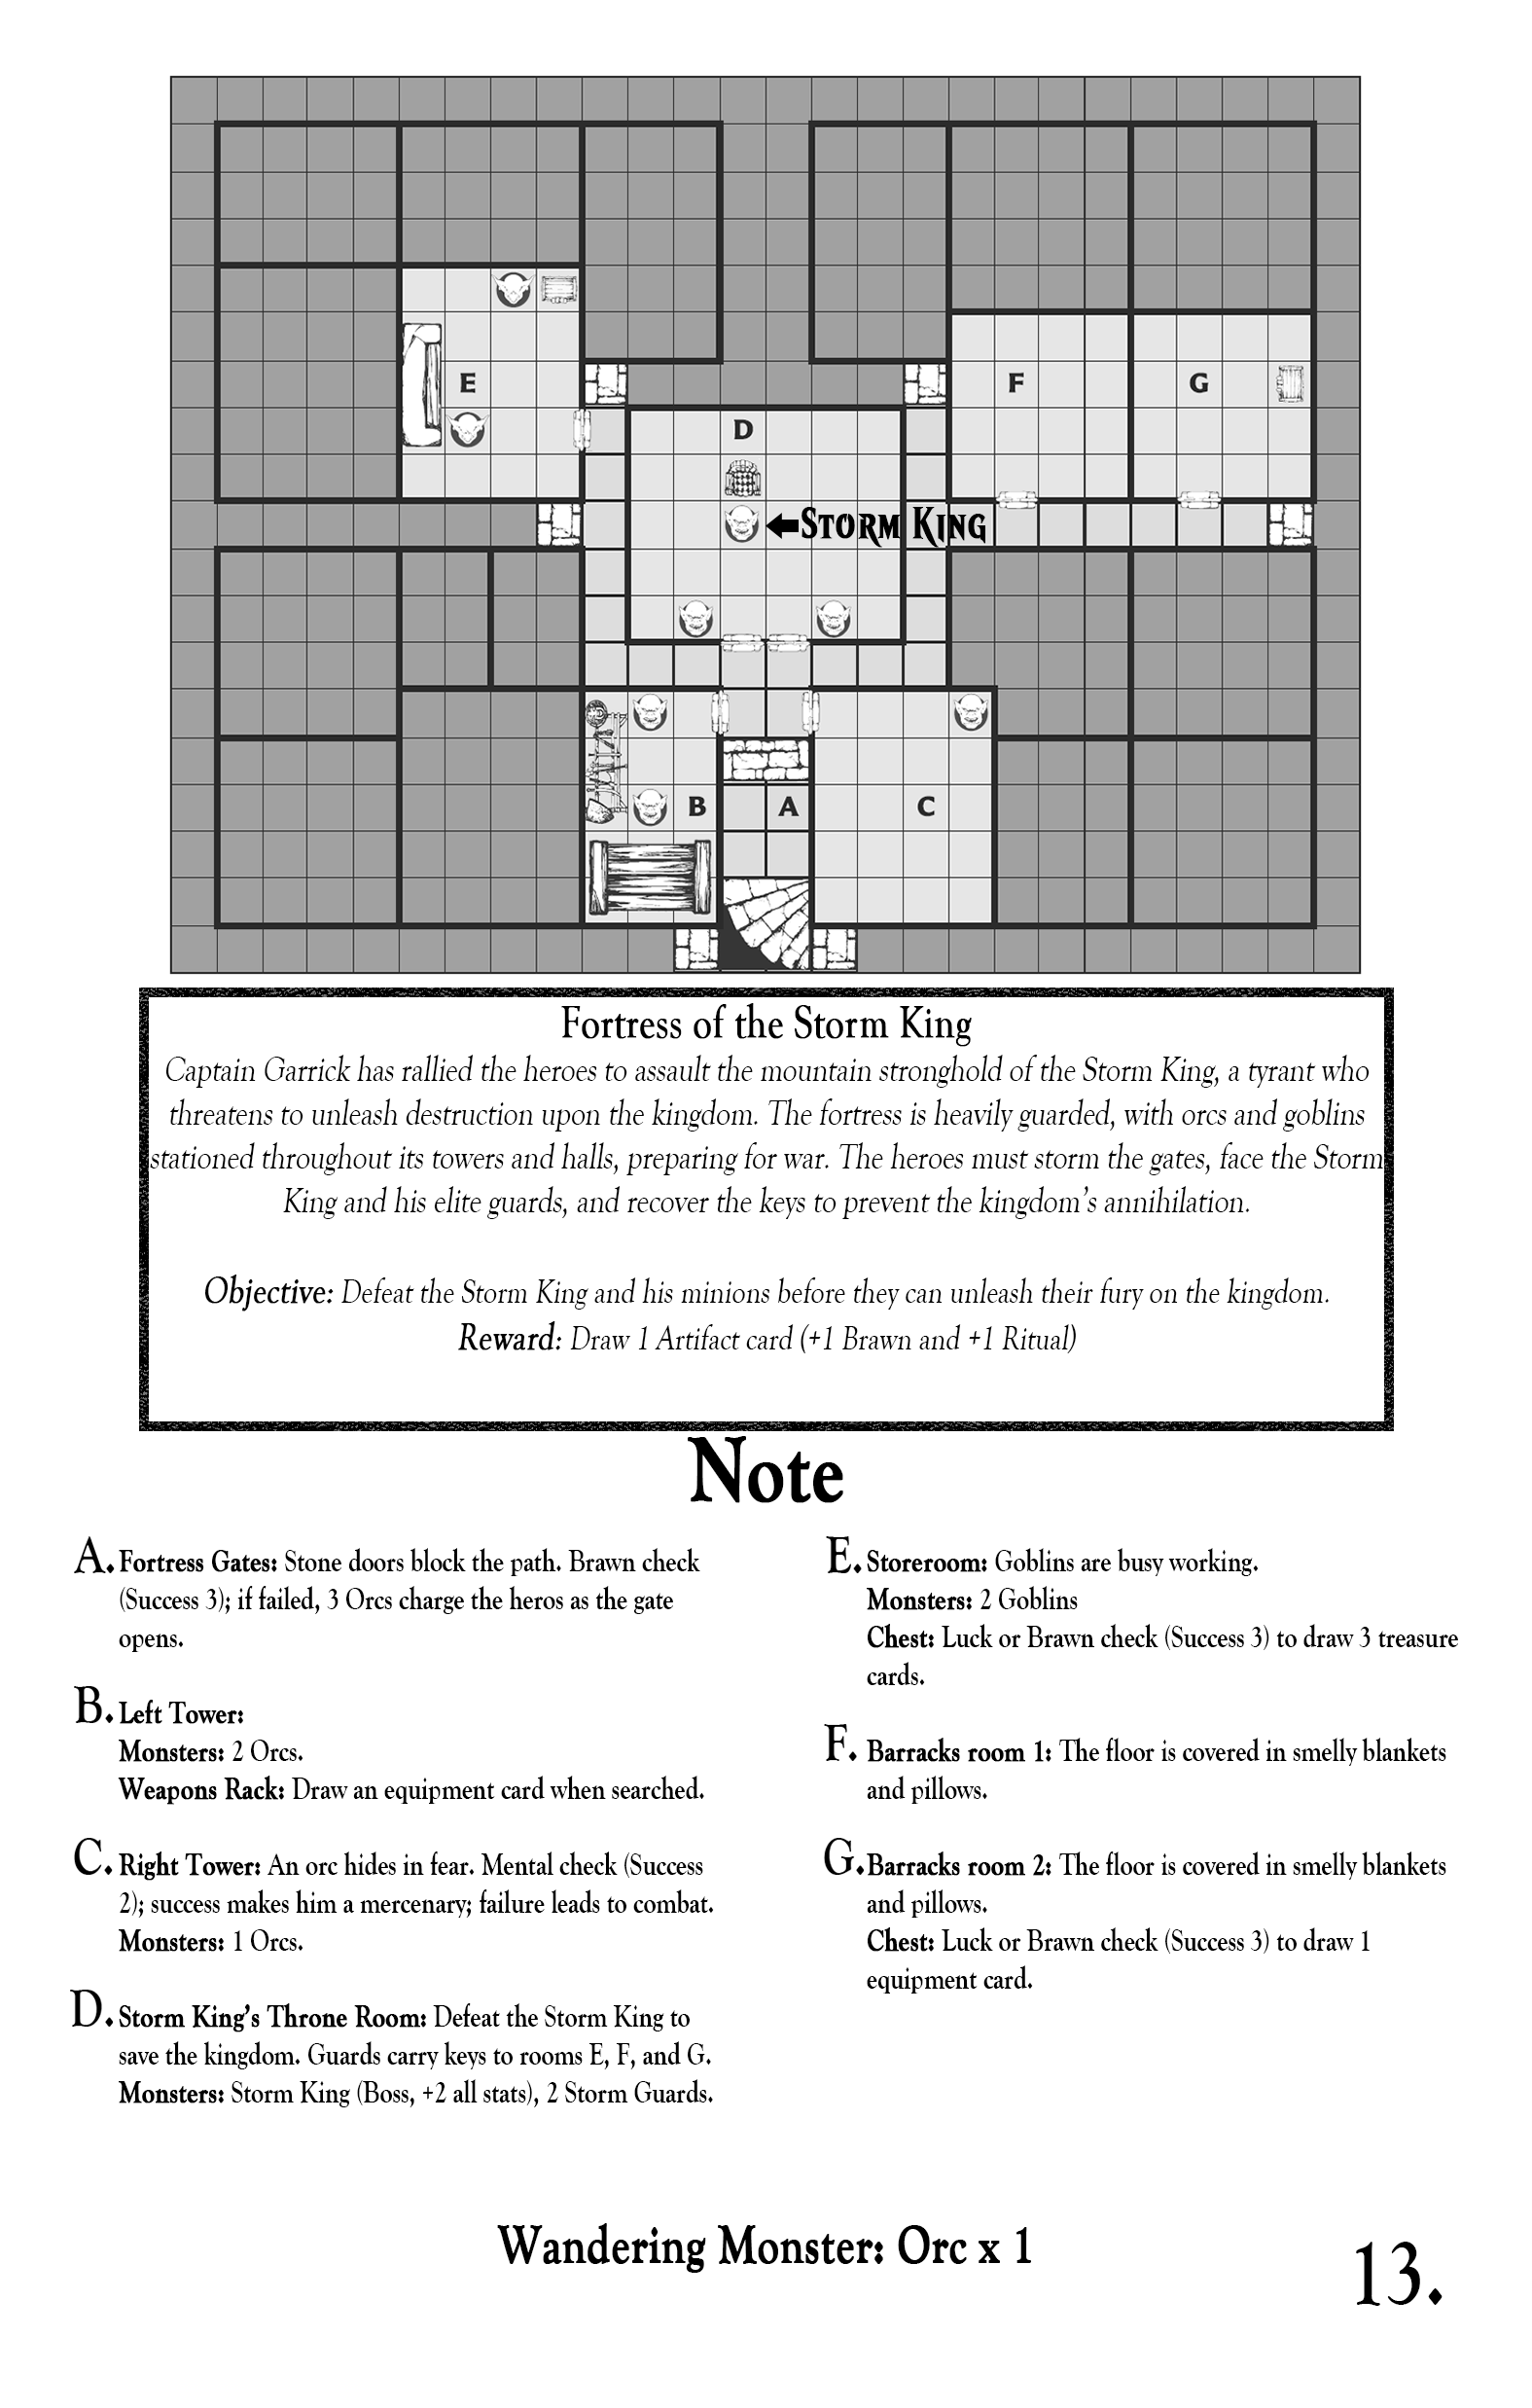 E
F
G
D
Storm King
B
A
C
Fortress of the Storm King
Captain Garrick has rallied the heroes to assault the mountain stronghold of the Storm King, a tyrant who
threatens to unleash destruction upon the kingdom. The fortress is heavily guarded, with orcs and goblins
stationed throughout its towers and halls, preparing for war. The heroes must storm the gates, face the Storm
King and his elite guards, and recover the keys to prevent the kingdom's annihilation.
Objective: Defeat the Storm King and his minions before they can unleash their fury on the kingdom.
Reward: Draw 1 Artifact card (+1 Brawn and +1 Ritual)
Note
A. Fortress Gates: Stone doors block the path. Brawn check
(Success 3); if failed, 3 Orcs charge the heros as the gate
opens.
B. Left Tower:
Monsters: 2 Orcs.
Weapons Rack: Draw an equipment card when searched.
C. Right Tower: An orc hides in fear. Mental check (Success
2); success makes him a mercenary; failure leads to combat.
Monsters: 1 Orcs.
D. Storm King's Throne Room: Defeat the Storm King to
save the kingdom. Guards carry keys to rooms E, F, and G.
Monsters: Storm King (Boss, +2 all stats), 2 Storm Guards.
E. Storeroom: Goblins are busy working.
Monsters: 2 Goblins
Chest: Luck or Brawn check (Success 3) to draw 3 treasure
cards.
F. Barracks room 1: The floor is covered in smelly blankets
and pillows.
G. Barracks room 2: The floor is covered in smelly blankets
and pillows.
Chest: Luck or Brawn check (Success 3) to draw 1
equipment card.
Wandering Monster: Orc x 1
13.